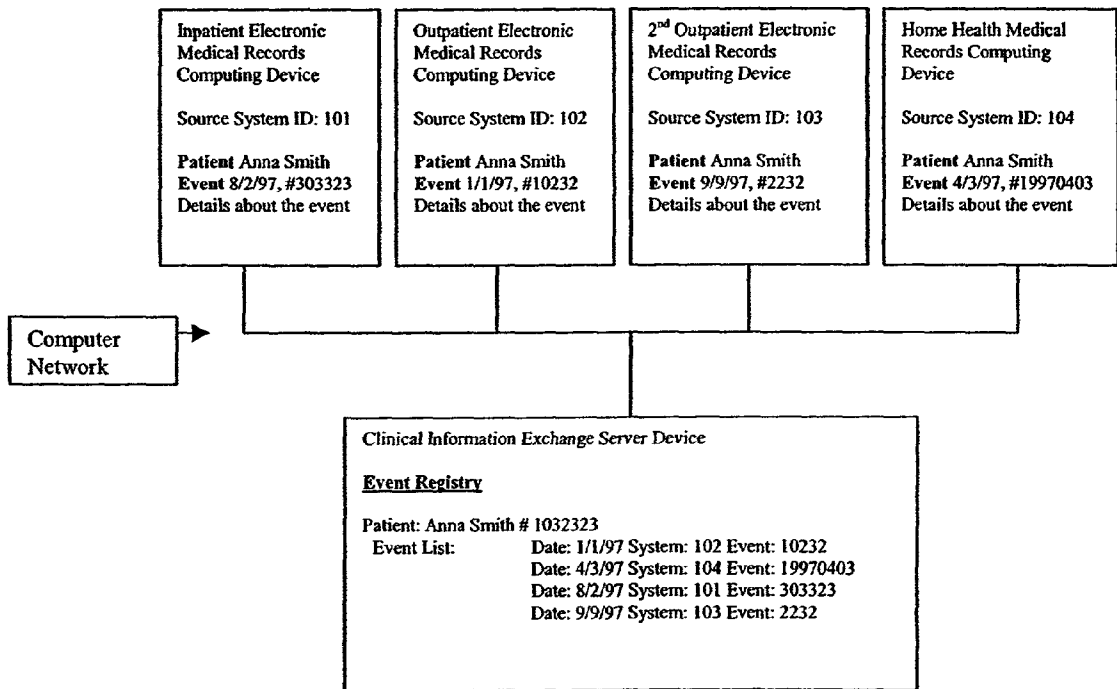 Inpatient Electronic
Medical Records
Computing Device
Source System ID: 101
Patient Anna Smith
Event 8/2/97, #303323
Details about the event
Outpatient Electronic
Medical Records
Computing Device
Source System ID: 102
Patient Anna Smith
Event 1/1/97, #10232
Details about the event
2nd Outpatient Electronic
Medical Records
Computing Device
Source System ID: 103
Patient Anna Smith
Event 9/9/97, #2232
Details about the event
Home Health Medical
Records Computing
Device
Source System ID: 104
Patient Anna Smith
Event 4/3/97, #19970403
Details about the event
Computer
Network
Clinical Information Exchange Server Device
Event Registry
Patient: Anna Smith # 1032323
Event List: Date: 1/1/97 System: 102 Event: 10232
Date: 4/3/97 System: 104 Event: 19970403
Date: 8/2/97 System: 101 Event: 303323
Date: 9/9/97 System: 103 Event: 2232